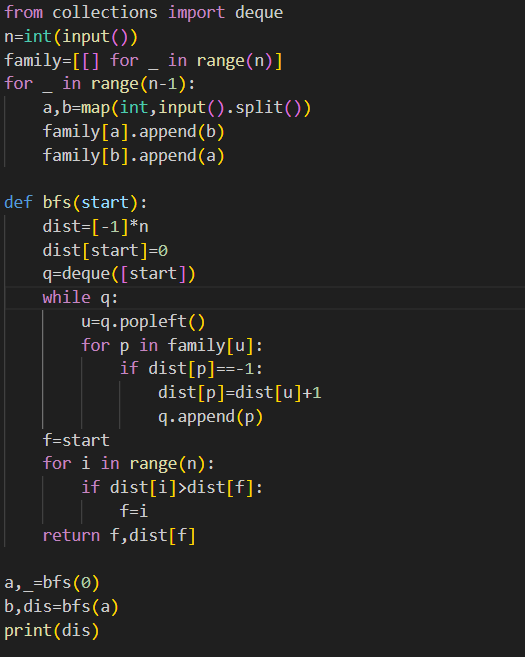 from collections import deque
n=int(input())
family=[[] for _ in range(n)]
for _ in range(n-1):
    a,b=map(int,input().split())
    family[a].append(b)
    family[b].append(a)

def bfs(start):
    dist=[-1]*n
    dist[start]=0
    q=deque([start])
    while q:
        u=q.popleft()
        for p in family[u]:
            if dist[p]==-1:
                dist[p]=dist[u]+1
                q.append(p)
    f=start
    for i in range(n):
        if dist[i]>dist[f]:
            f=i
    return f,dist[f]

a,_=bfs(0)
b,dis=bfs(a)
print(dis)